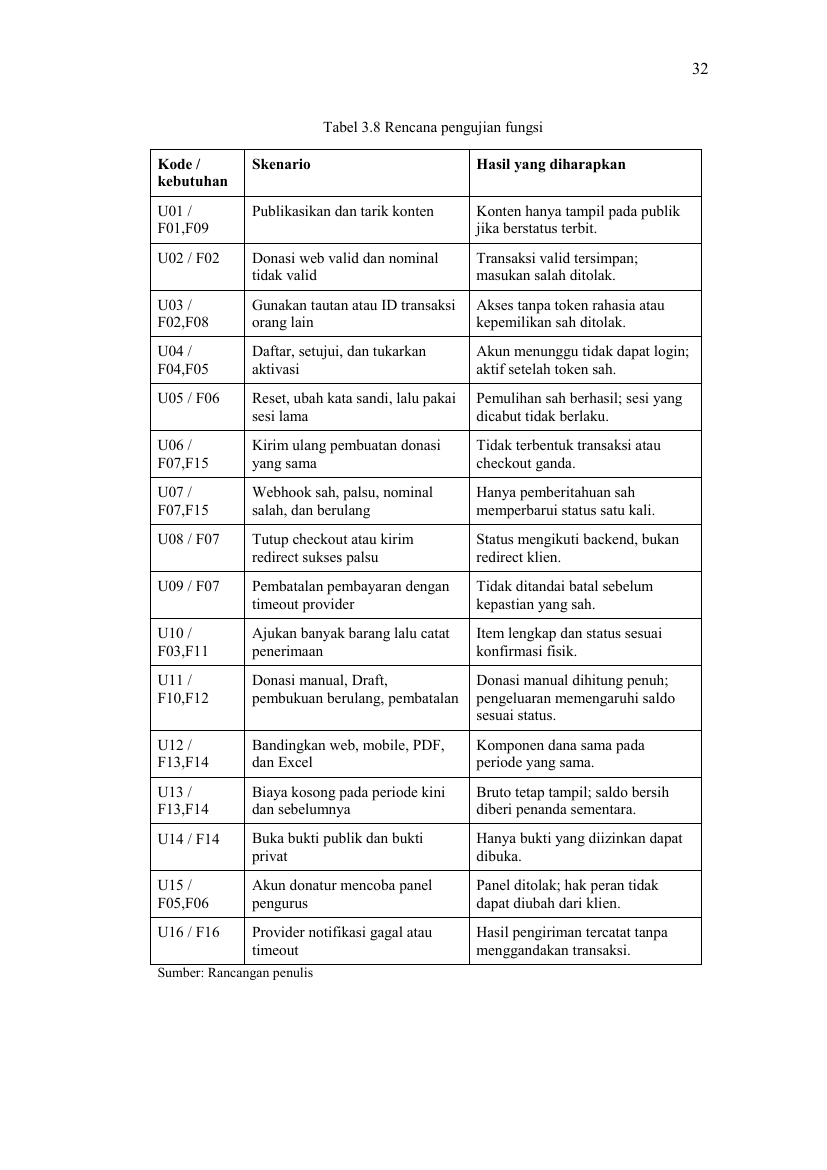 32
Tabel 3.8 Rencana pengujian fungsi
Kode / kebutuhan Skenario Hasil yang diharapkan
U01 / F01,F09 Publikasikan dan tarik konten Konten hanya tampil pada publik jika berstatus terbit.
U02 / F02 Donasi web valid dan nominal tidak valid Transaksi valid tersimpan; masukan salah ditolak.
U03 / F02,F08 Gunakan tautan atau ID transaksi orang lain Akses tanpa token rahasia atau kepemilikan sah ditolak.
U04 / F04,F05 Daftar, setujui, dan tukarkan aktivasi Akun menunggu tidak dapat login; aktif setelah token sah.
U05 / F06 Reset, ubah kata sandi, lalu pakai sesi lama Pemulihan sah berhasil; sesi yang dicabut tidak berlaku.
U06 / F07,F15 Kirim ulang pembuatan donasi yang sama Tidak terbentuk transaksi atau checkout ganda.
U07 / F07,F15 Webhook sah, palsu, nominal salah, dan berulang Hanya pemberitahuan sah memperbarui status satu kali.
U08 / F07 Tutup checkout atau kirim redirect sukses palsu Status mengikuti backend, bukan redirect klien.
U09 / F07 Pembatalan pembayaran dengan timeout provider Tidak ditandai batal sebelum kepastian yang sah.
U10 / F03,F11 Ajukan banyak barang lalu catat penerimaan Item lengkap dan status sesuai konfirmasi fisik.
U11 / F10,F12 Donasi manual, Draft, pembukuan berulang, pembatalan Donasi manual dihitung penuh; pengeluaran memengaruhi saldo sesuai status.
U12 / F13,F14 Bandingkan web, mobile, PDF, dan Excel Komponen dana sama pada periode yang sama.
U13 / F13,F14 Biaya kosong pada periode kini dan sebelumnya Bruto tetap tampil; saldo bersih diberi penanda sementara.
U14 / F14 Buka bukti publik dan bukti privat Hanya bukti yang diizinkan dapat dibuka.
U15 / F05,F06 Akun donatur mencoba panel pengurus Panel ditolak; hak peran tidak dapat diubah dari klien.
U16 / F16 Provider notifikasi gagal atau timeout Hasil pengiriman tercatat tanpa menggandakan transaksi.
Sumber: Rancangan penulis